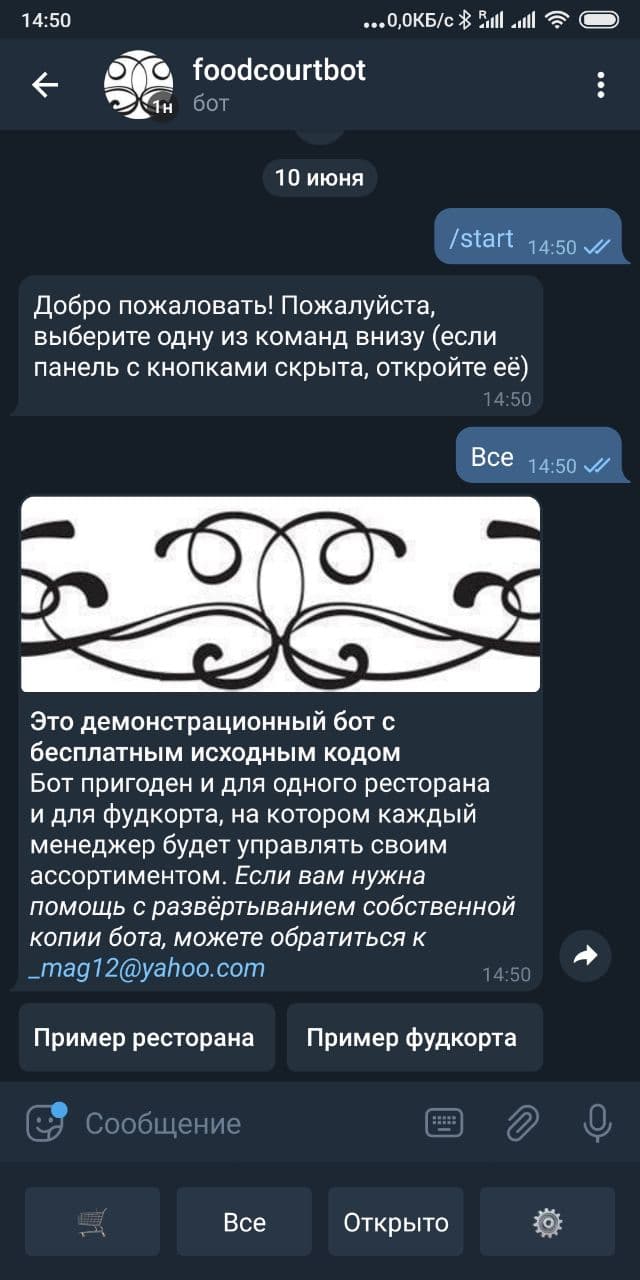 14:50
...0,0КБ/с
R
foodcourtbot
1н
бот
10 июня
/start 14:50
Добро пожаловать! Пожалуйста,
выберите одну из команд внизу (если
панель с кнопками скрыта, откройте её)
14:50
Все 14:50
Это демонстрационный бот с
бесплатным исходным кодом
Бот пригоден и для одного ресторана
и для фудкорта, на котором каждый
менеджер будет управлять своим
ассортиментом. Если вам нужна
помощь с развёртыванием собственной
копии бота, можете обратиться к
_mag12@yahoo.com 14:50
Пример ресторана Пример фудкорта
Сообщение
Все Открыто